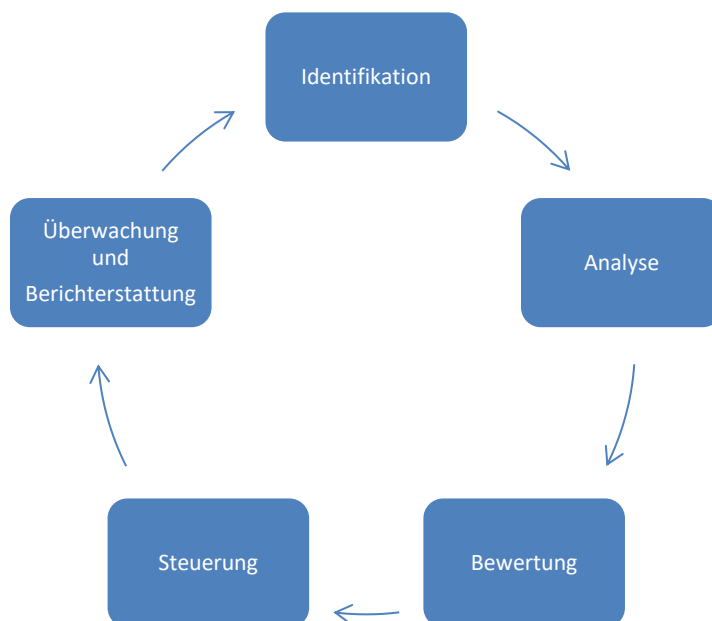 Identifikation
Analyse
Bewertung
Steuerung
Überwachung
und
Berichterstattung